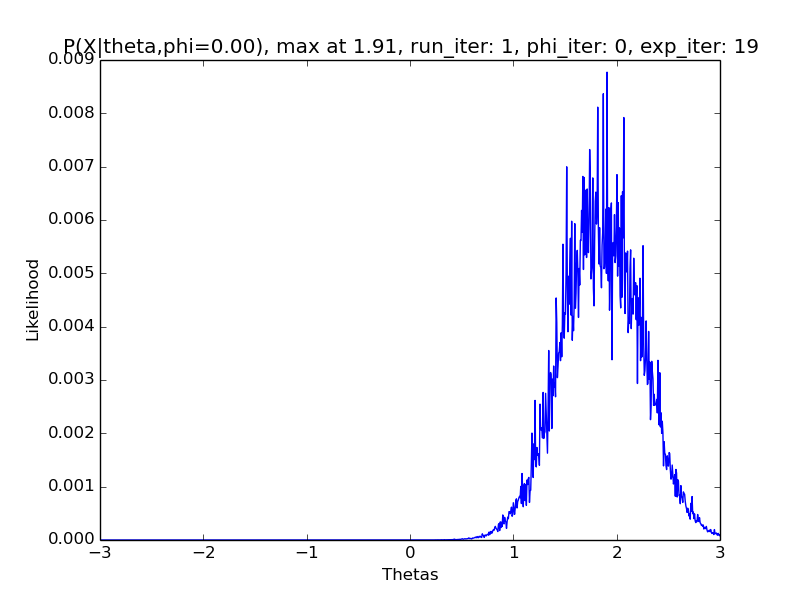 P(X|theta,phi=0.00), max at 1.91, run_iter: 1, phi_iter: 0, exp_iter: 19
0.009
0.008
0.007
0.006
0.005
0.004
0.003
0.002
0.001
0.000
Likelihood
−3 −2 −1 0 1 2 3
Thetas